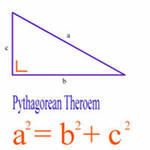 a
c
b
Pythagorean Theroem
a² = b² + c²